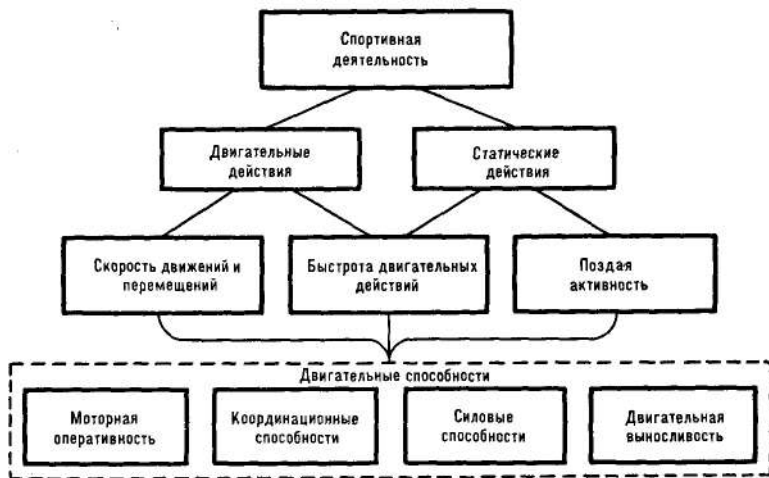 Спортивная
деятельность
Двигательные
действия
Статические
действия
Скорость движений и
перемещений
Быстрота двигательных
действий
Поздая
активность
Двигательные способности
Моторная
оперативность
Координационные
способности
Силовые
способности
Двигательная
выносливость